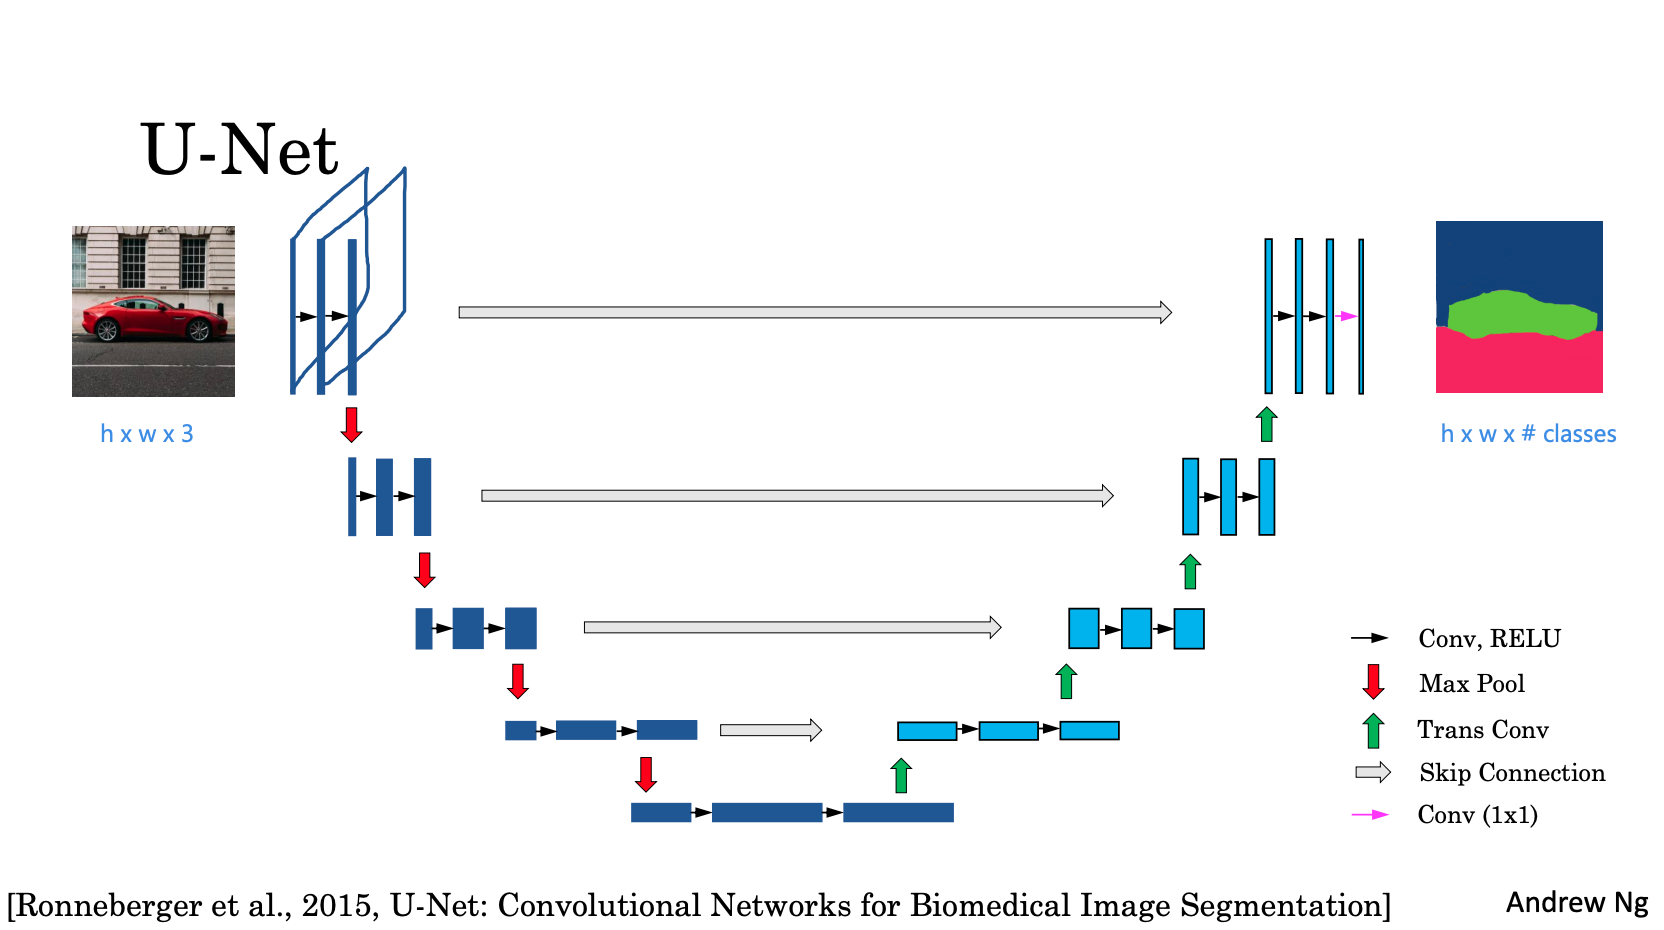 U-Net
h x w x 3
h x w x # classes
Conv, RELU
Max Pool
Trans Conv
Skip Connection
Conv (1x1)
[Ronneberger et al., 2015, U-Net: Convolutional Networks for Biomedical Image Segmentation]
Andrew Ng